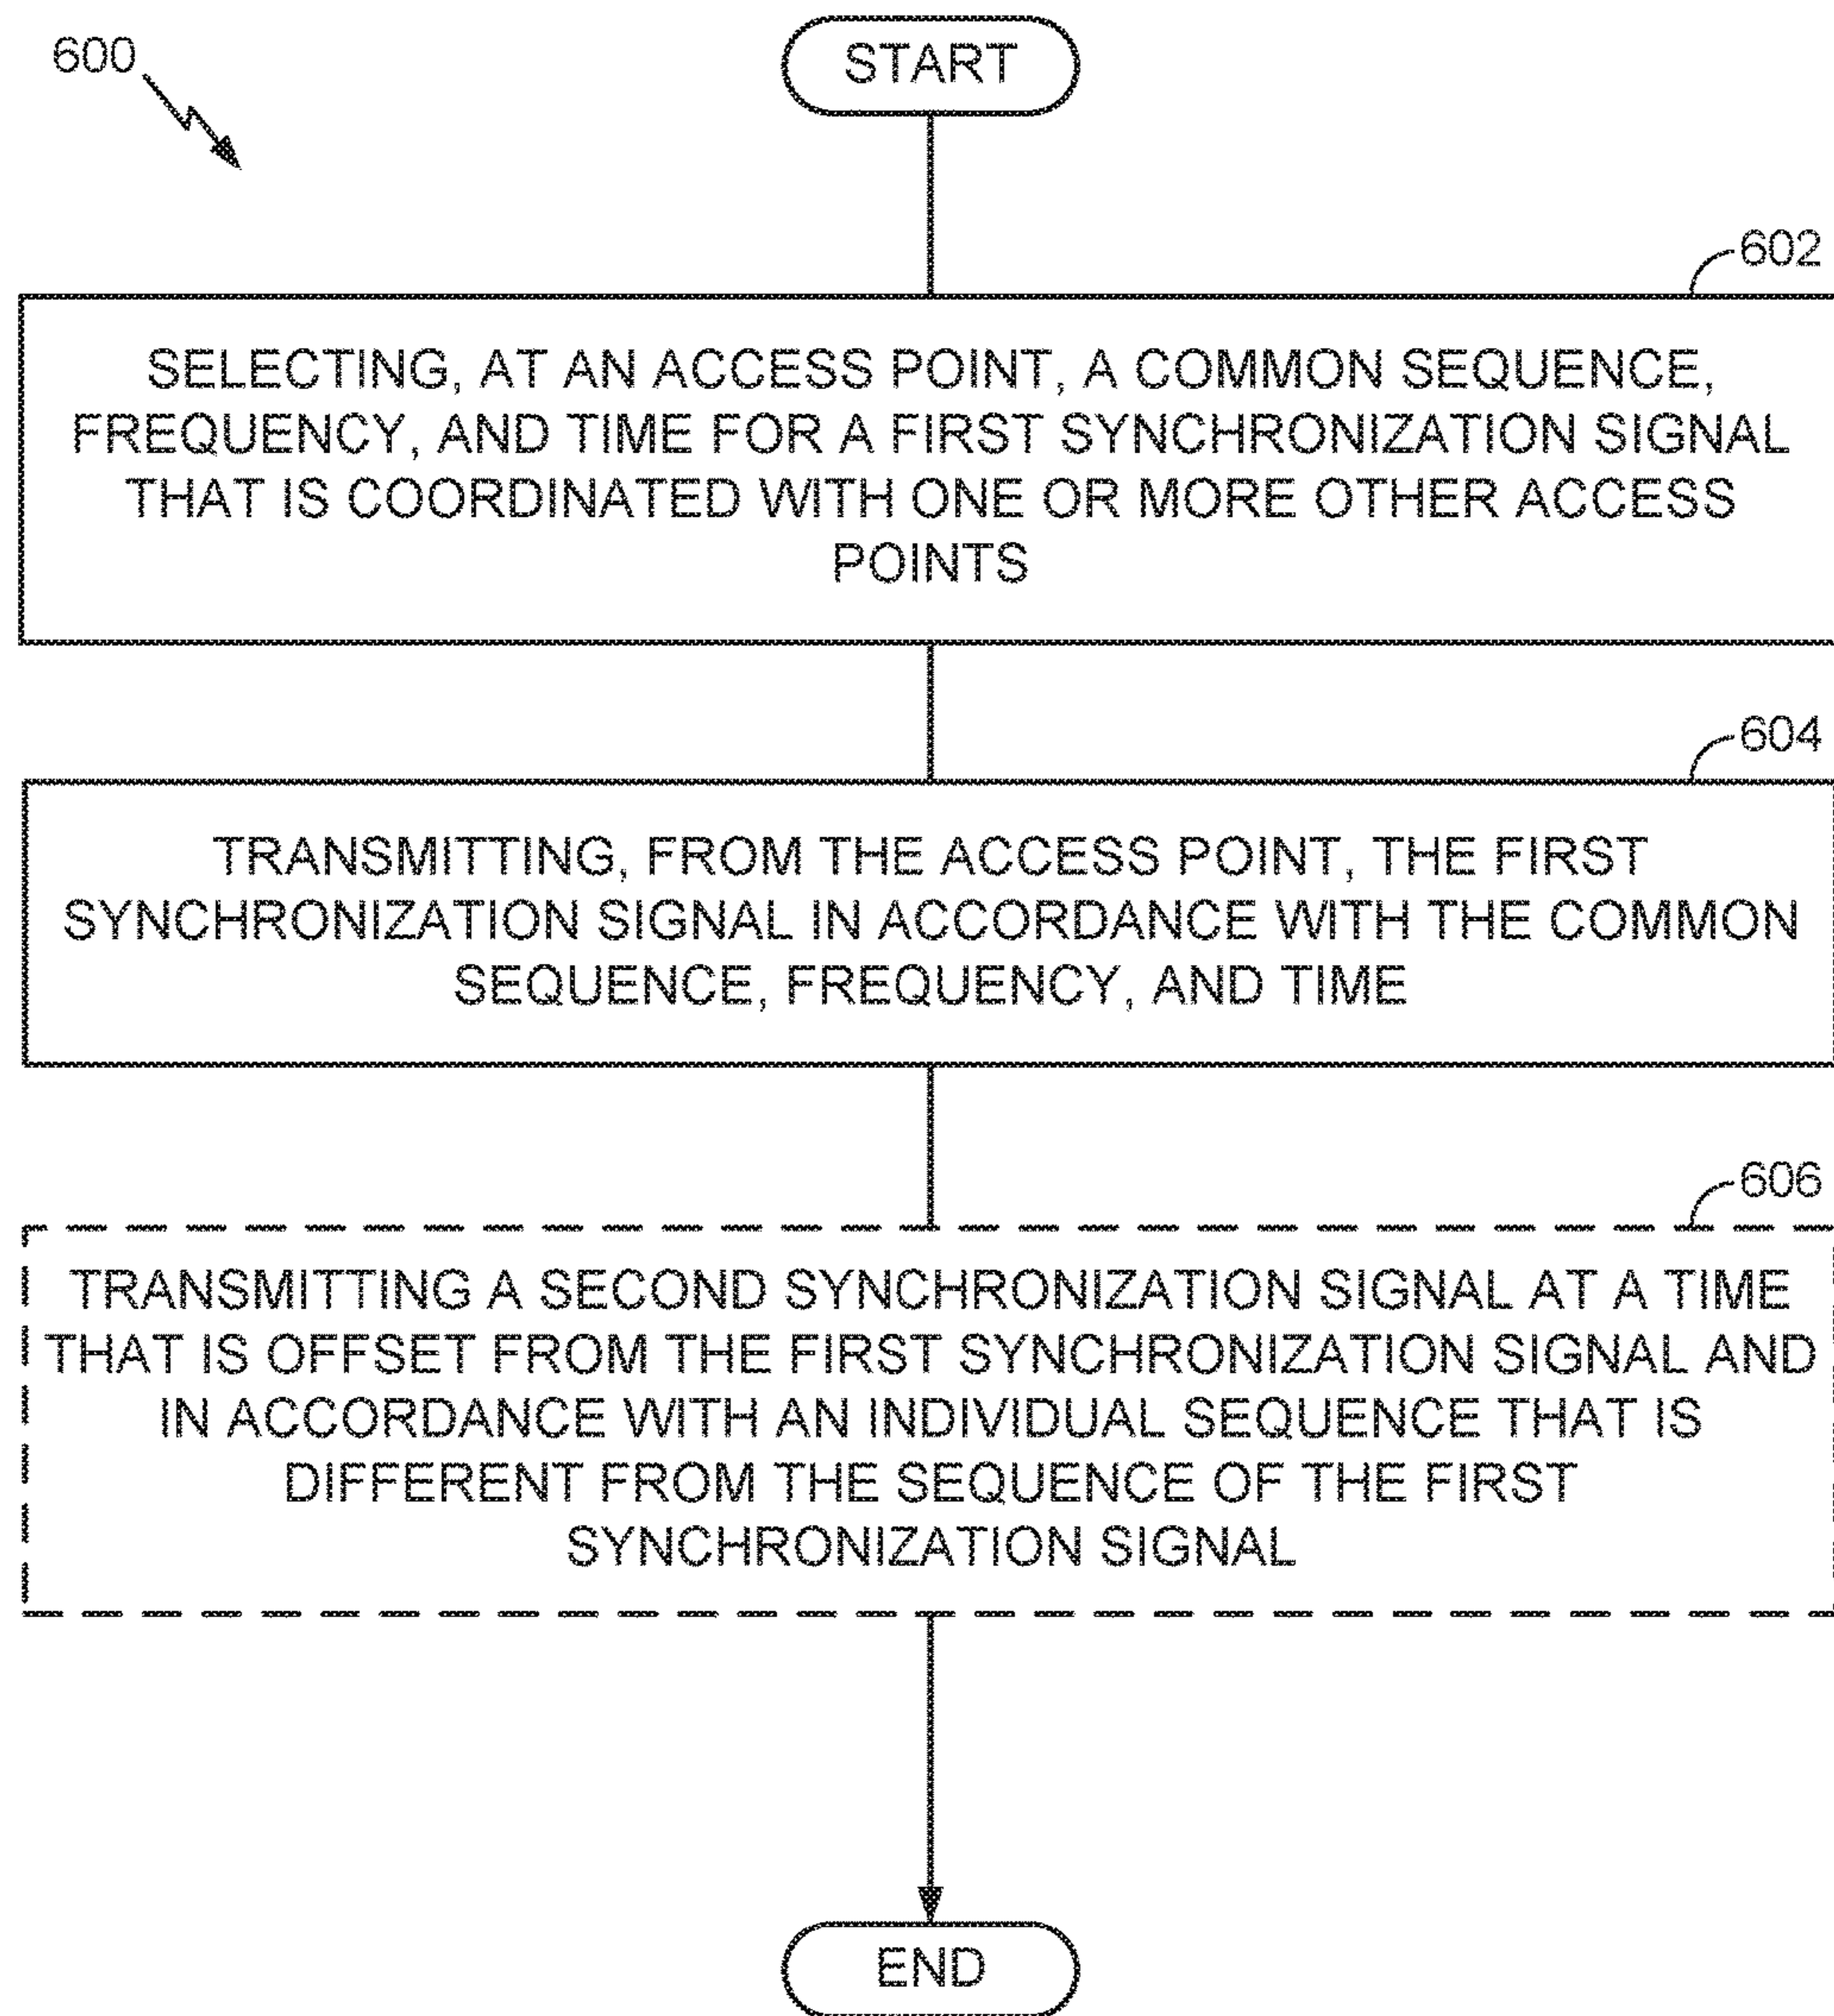 600
START
602
SELECTING, AT AN ACCESS POINT, A COMMON SEQUENCE,
FREQUENCY, AND TIME FOR A FIRST SYNCHRONIZATION SIGNAL
THAT IS COORDINATED WITH ONE OR MORE OTHER ACCESS
POINTS
604
TRANSMITTING, FROM THE ACCESS POINT, THE FIRST
SYNCHRONIZATION SIGNAL IN ACCORDANCE WITH THE COMMON
SEQUENCE, FREQUENCY, AND TIME
606
TRANSMITTING A SECOND SYNCHRONIZATION SIGNAL AT A TIME
THAT IS OFFSET FROM THE FIRST SYNCHRONIZATION SIGNAL AND
IN ACCORDANCE WITH AN INDIVIDUAL SEQUENCE THAT IS
DIFFERENT FROM THE SEQUENCE OF THE FIRST
SYNCHRONIZATION SIGNAL
END